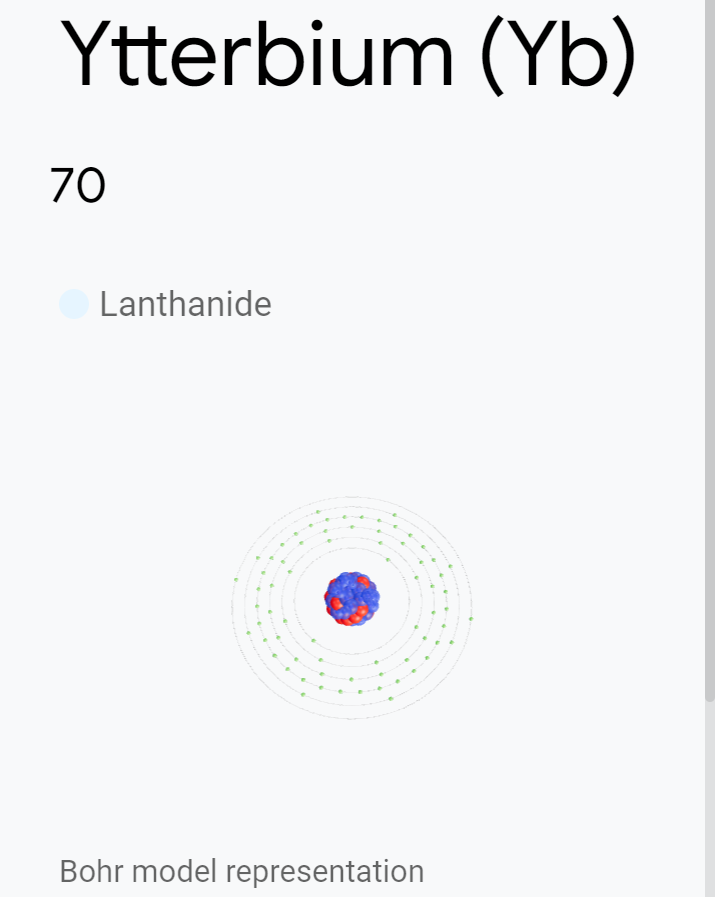 Ytterbium (Yb)
70
Lanthanide
Bohr model representation